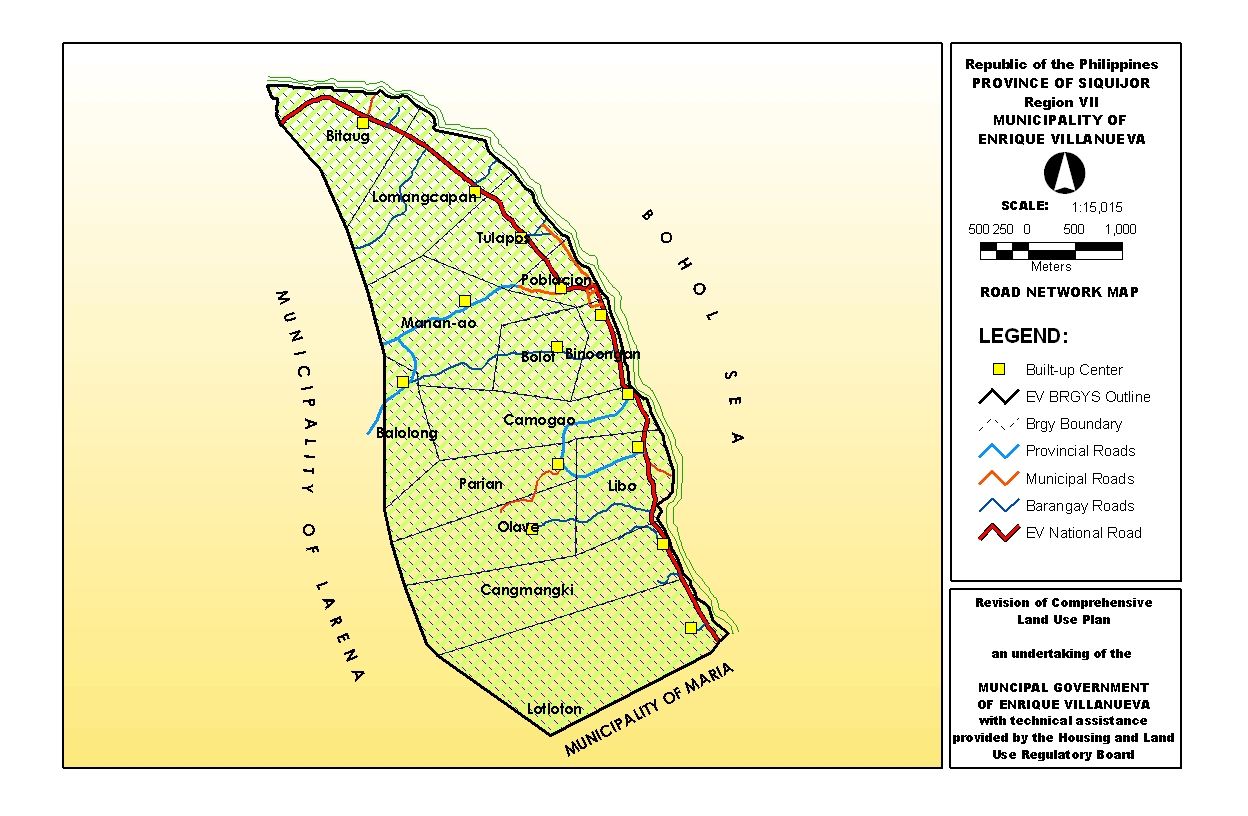 Bitaug
Lomangcapan
Tulapos
Poblacion
Manan-ao
Bolot
Binoongan
Camogao
Balolong
Parian
Libo
Olave
Cangmangki
Lotloton
BOHOL SEA
MUNICIPALITY OF LARENA
MUNICIPALITY OF MARIA
Republic of the Philippines
PROVINCE OF SIQUIJOR
Region VII
MUNICIPALITY OF
ENRIQUE VILLANUEVA
SCALE: 1:15,015
500 250 0 500 1,000
Meters
ROAD NETWORK MAP
LEGEND:
Built-up Center
EV BRGYS Outline
Brgy Boundary
Provincial Roads
Municipal Roads
Barangay Roads
EV National Road
Revision of Comprehensive
Land Use Plan
an undertaking of the
MUNCIPAL GOVERNMENT
OF ENRIQUE VILLANUEVA
with technical assistance
provided by the Housing and Land
Use Regulatory Board